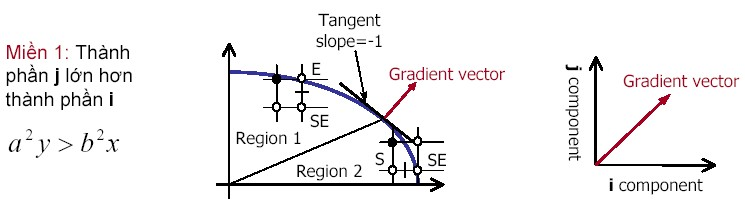 Miền 1: Thành
phần j lớn hơn
thành phần i
a²y > b²x
Tangent
slope=-1
Gradient vector
E
SE
Region 1
S
SE
Region 2
j component
Gradient vector
i component